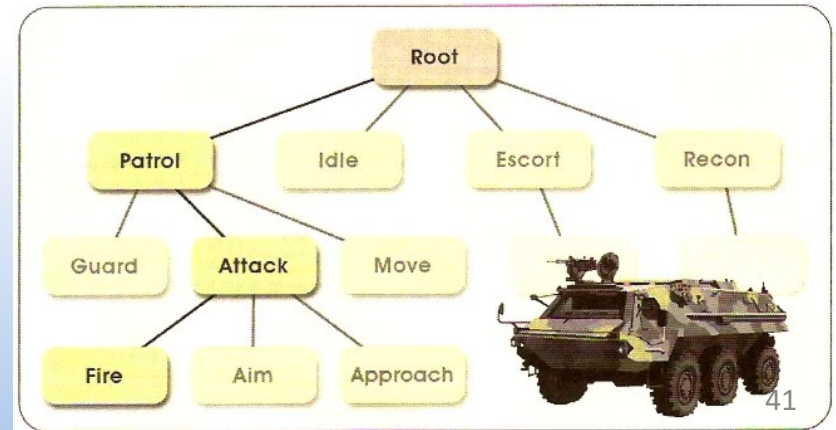 Root
Patrol Idle Escort Recon
Guard Attack Move
Fire Aim Approach
41